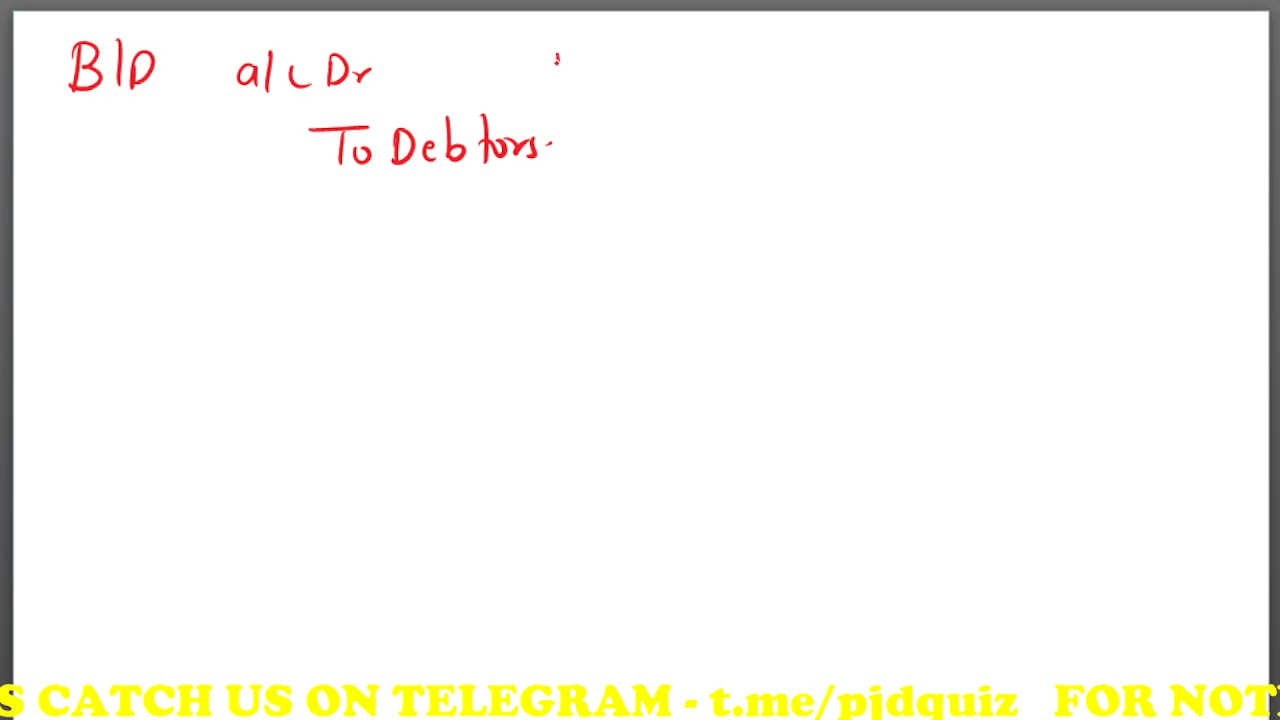 B/D a/c Dr
To Debtors.
S CATCH US ON TELEGRAM - t.me/pjdquiz FOR NOT